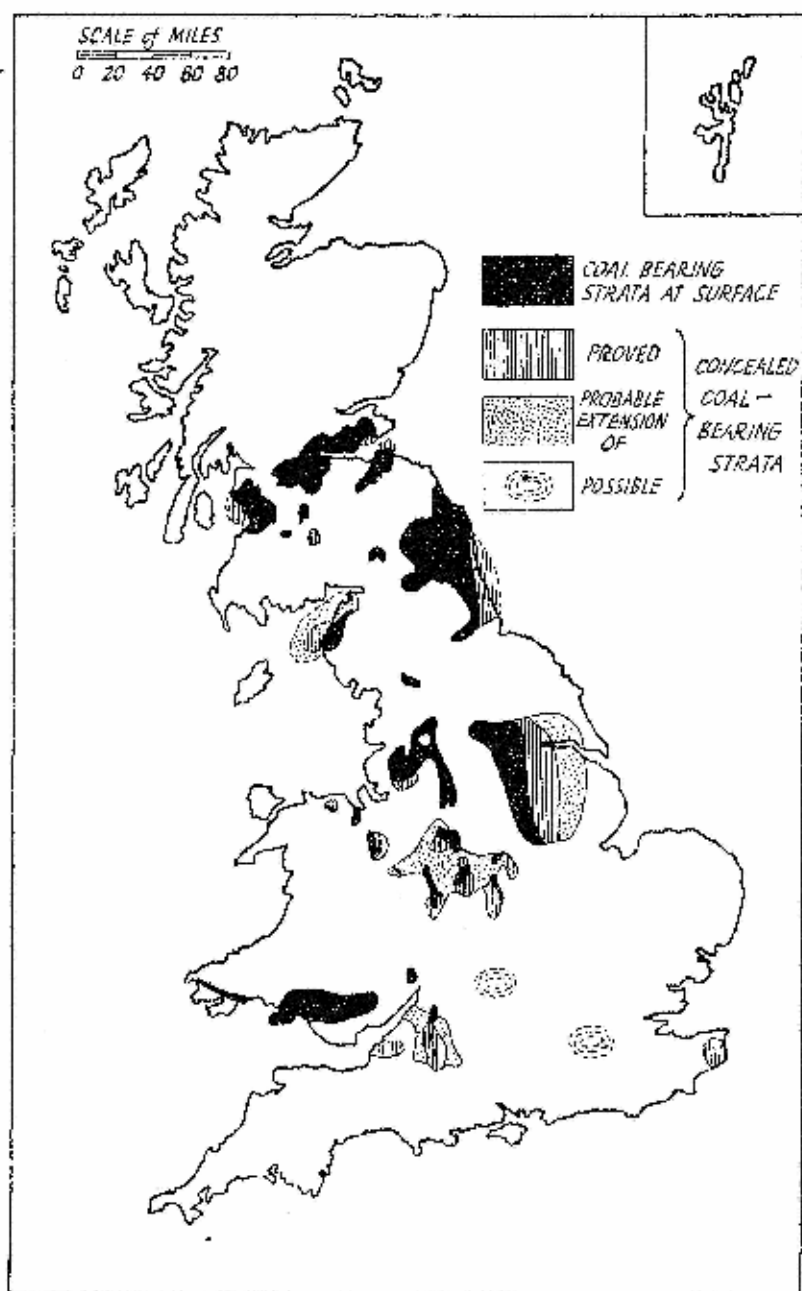 SCALE of MILES
0 20 40 60 80
COAL BEARING
STRATA AT SURFACE
PROVED
PROBABLE
EXTENSION
OF
POSSIBLE
CONCEALED
COAL-
BEARING
STRATA